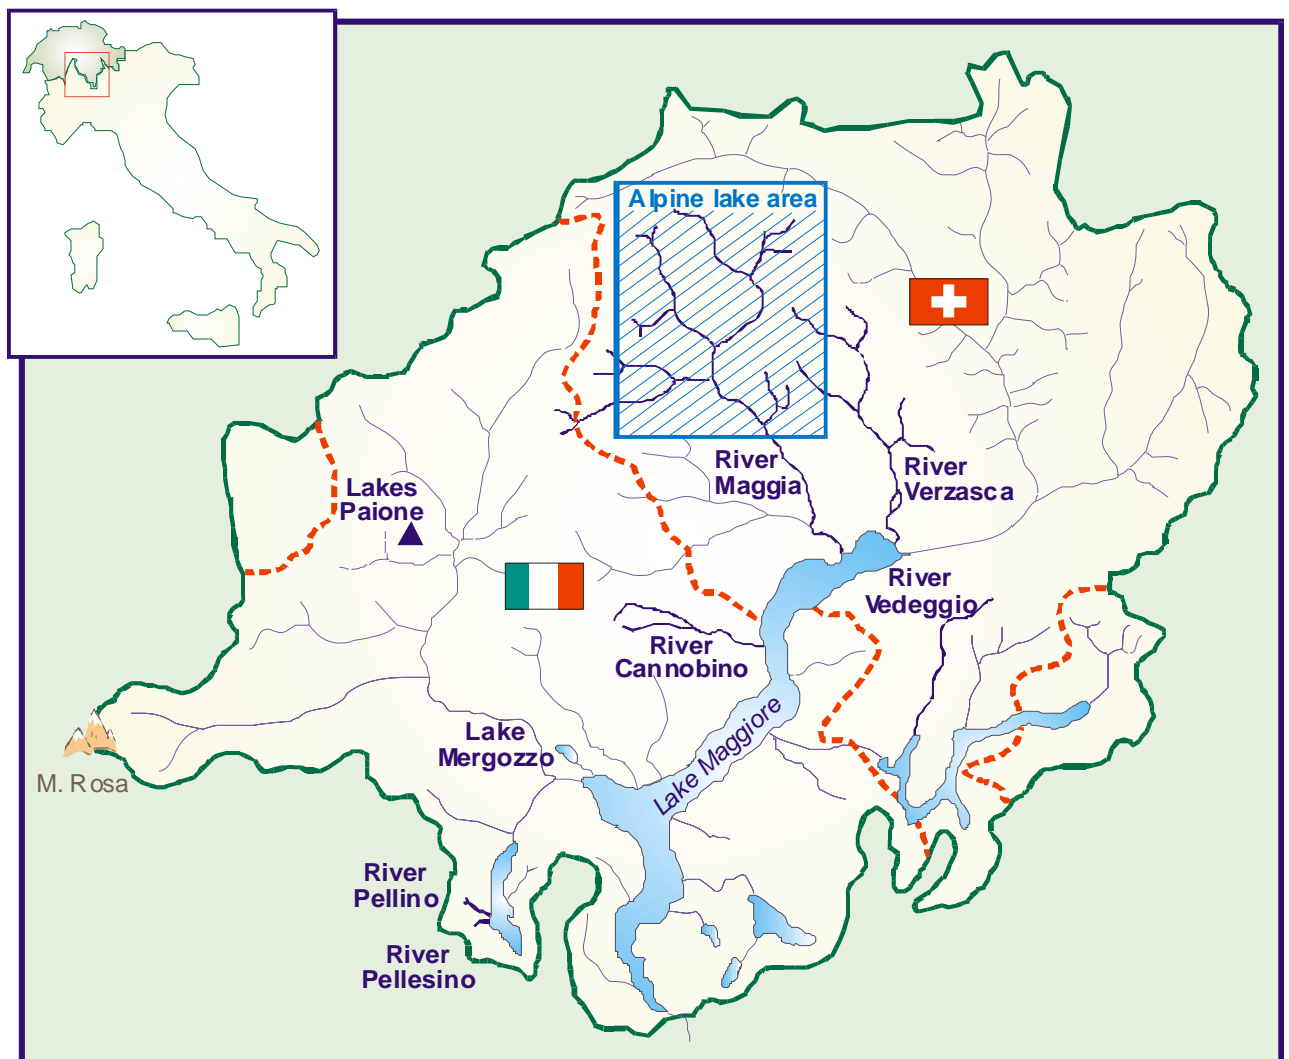 Alpine lake area
River
Maggia
River
Verzasca
Lakes
Paione
River
Vedeggio
River
Cannobino
Lake
Mergozzo
Lake Maggiore
M. Rosa
River
Pellino
River
Pellesino